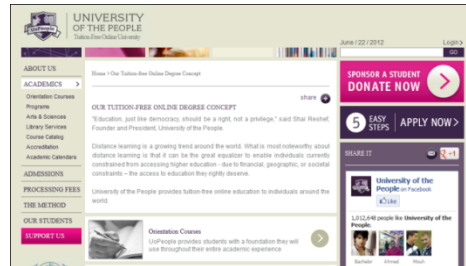 UNIVERSITY
OF THE PEOPLE
Tuition-Free Online University
UoPeople
June / 22 / 2012
Login
GO
ABOUT US
ACADEMICS >
Orientation Courses
Programs
Arts & Sciences
Library Services
Course Catalog
Accreditation
Academic Calendars
ADMISSIONS
PROCESSING FEES
THE METHOD
OUR STUDENTS
SUPPORT US
Home > Our Tuition-free Online Degree Concept
share
OUR TUITION-FREE ONLINE DEGREE CONCEPT
"Education, just like democracy, should be a right, not a privilege," said Shai Reshef,
Founder and President, University of the People.
Distance learning is a growing trend around the world. What is most noteworthy about
distance learning is that it can be the great equalizer to enable individuals currently
constrained from accessing higher education - due to financial, geographic, or societal
constraints – the access to education they rightly deserve.
University of the People provides tuition-free online education to individuals around the
world.
Orientation Courses
UoPeople provides students with a foundation they will
use throughout their entire academic experience
SPONSOR A STUDENT
DONATE NOW
5 EASY
STEPS
APPLY NOW >
SHARE IT
+1
University of the
People on Facebook
Like
1,012,648 people like University of the
People.
Bachelor Ahmad